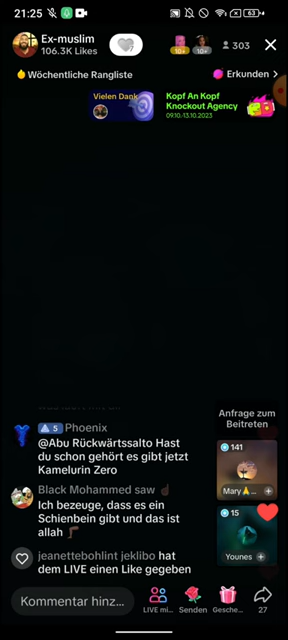 21:25
63
Ex-muslim
106.3K Likes
10+
10+
303
Wöchentliche Rangliste
Erkunden >
Vielen Dank
Kopf An Kopf
Knockout Agency
09.10-13.10.2023
Anfrage zum
Beitreten
5 Phoenix
@Abu Rückwärtssalto Hast
du schon gehört es gibt jetzt
Kamelurin Zero
141
Mary🙏...
Black Mohammed saw ☝🏿
Ich bezeuge, dass es ein
Schienbein gibt und das ist
allah 🦵🏿
15
Younes
jeanettebohlint jeklibo hat
dem LIVE einen Like gegeben
Kommentar hinz...
LIVE mi...
Senden
Gesche...
27